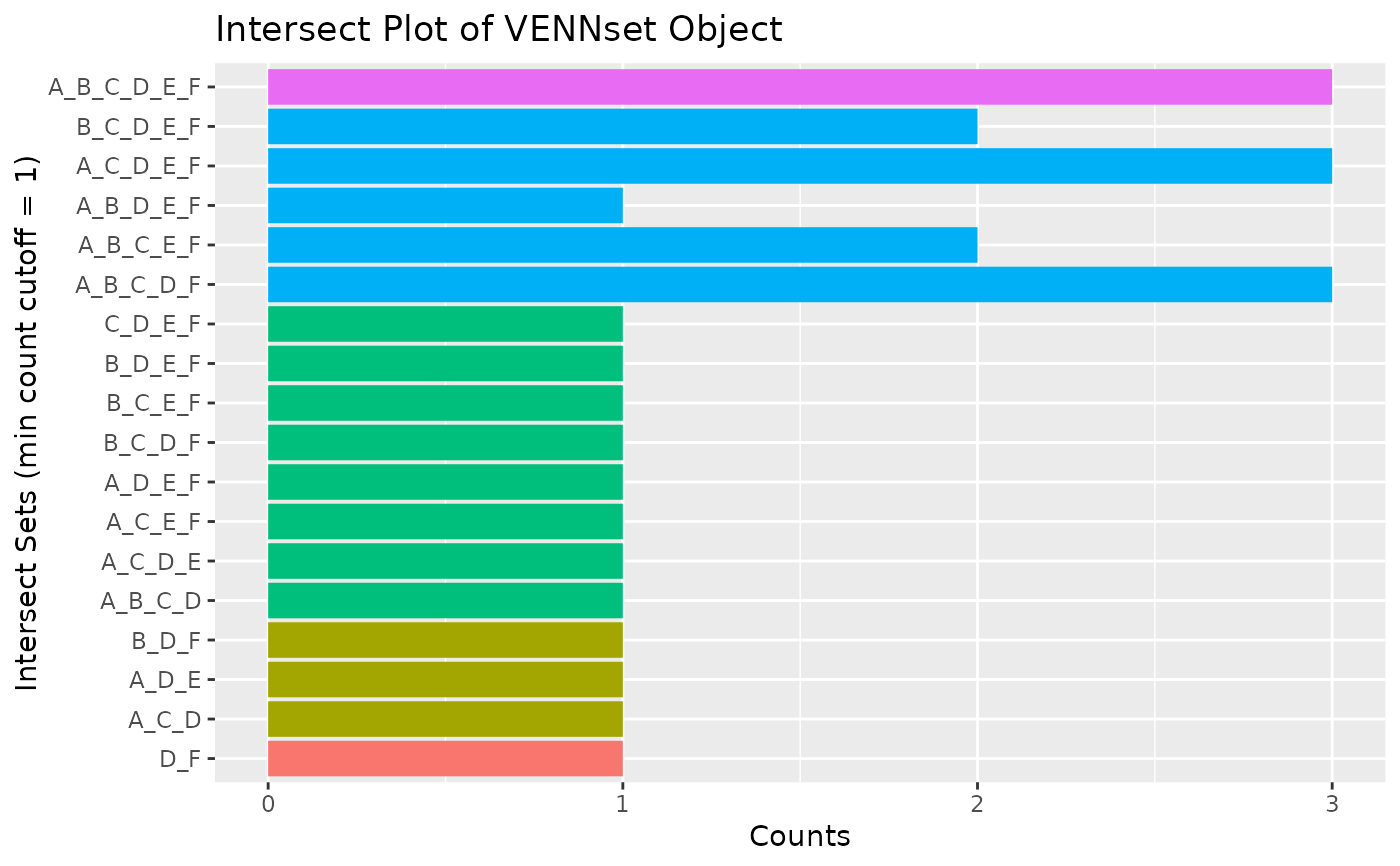 Intersect Plot of VENNset Object
Intersect Sets (min count cutoff = 1)
A_B_C_D_E_F
B_C_D_E_F
A_C_D_E_F
A_B_D_E_F
A_B_C_E_F
A_B_C_D_F
C_D_E_F
B_D_E_F
B_C_E_F
B_C_D_F
A_D_E_F
A_C_E_F
A_C_D_E
A_B_C_D
B_D_F
A_D_E
A_C_D
D_F
0 1 2 3
Counts